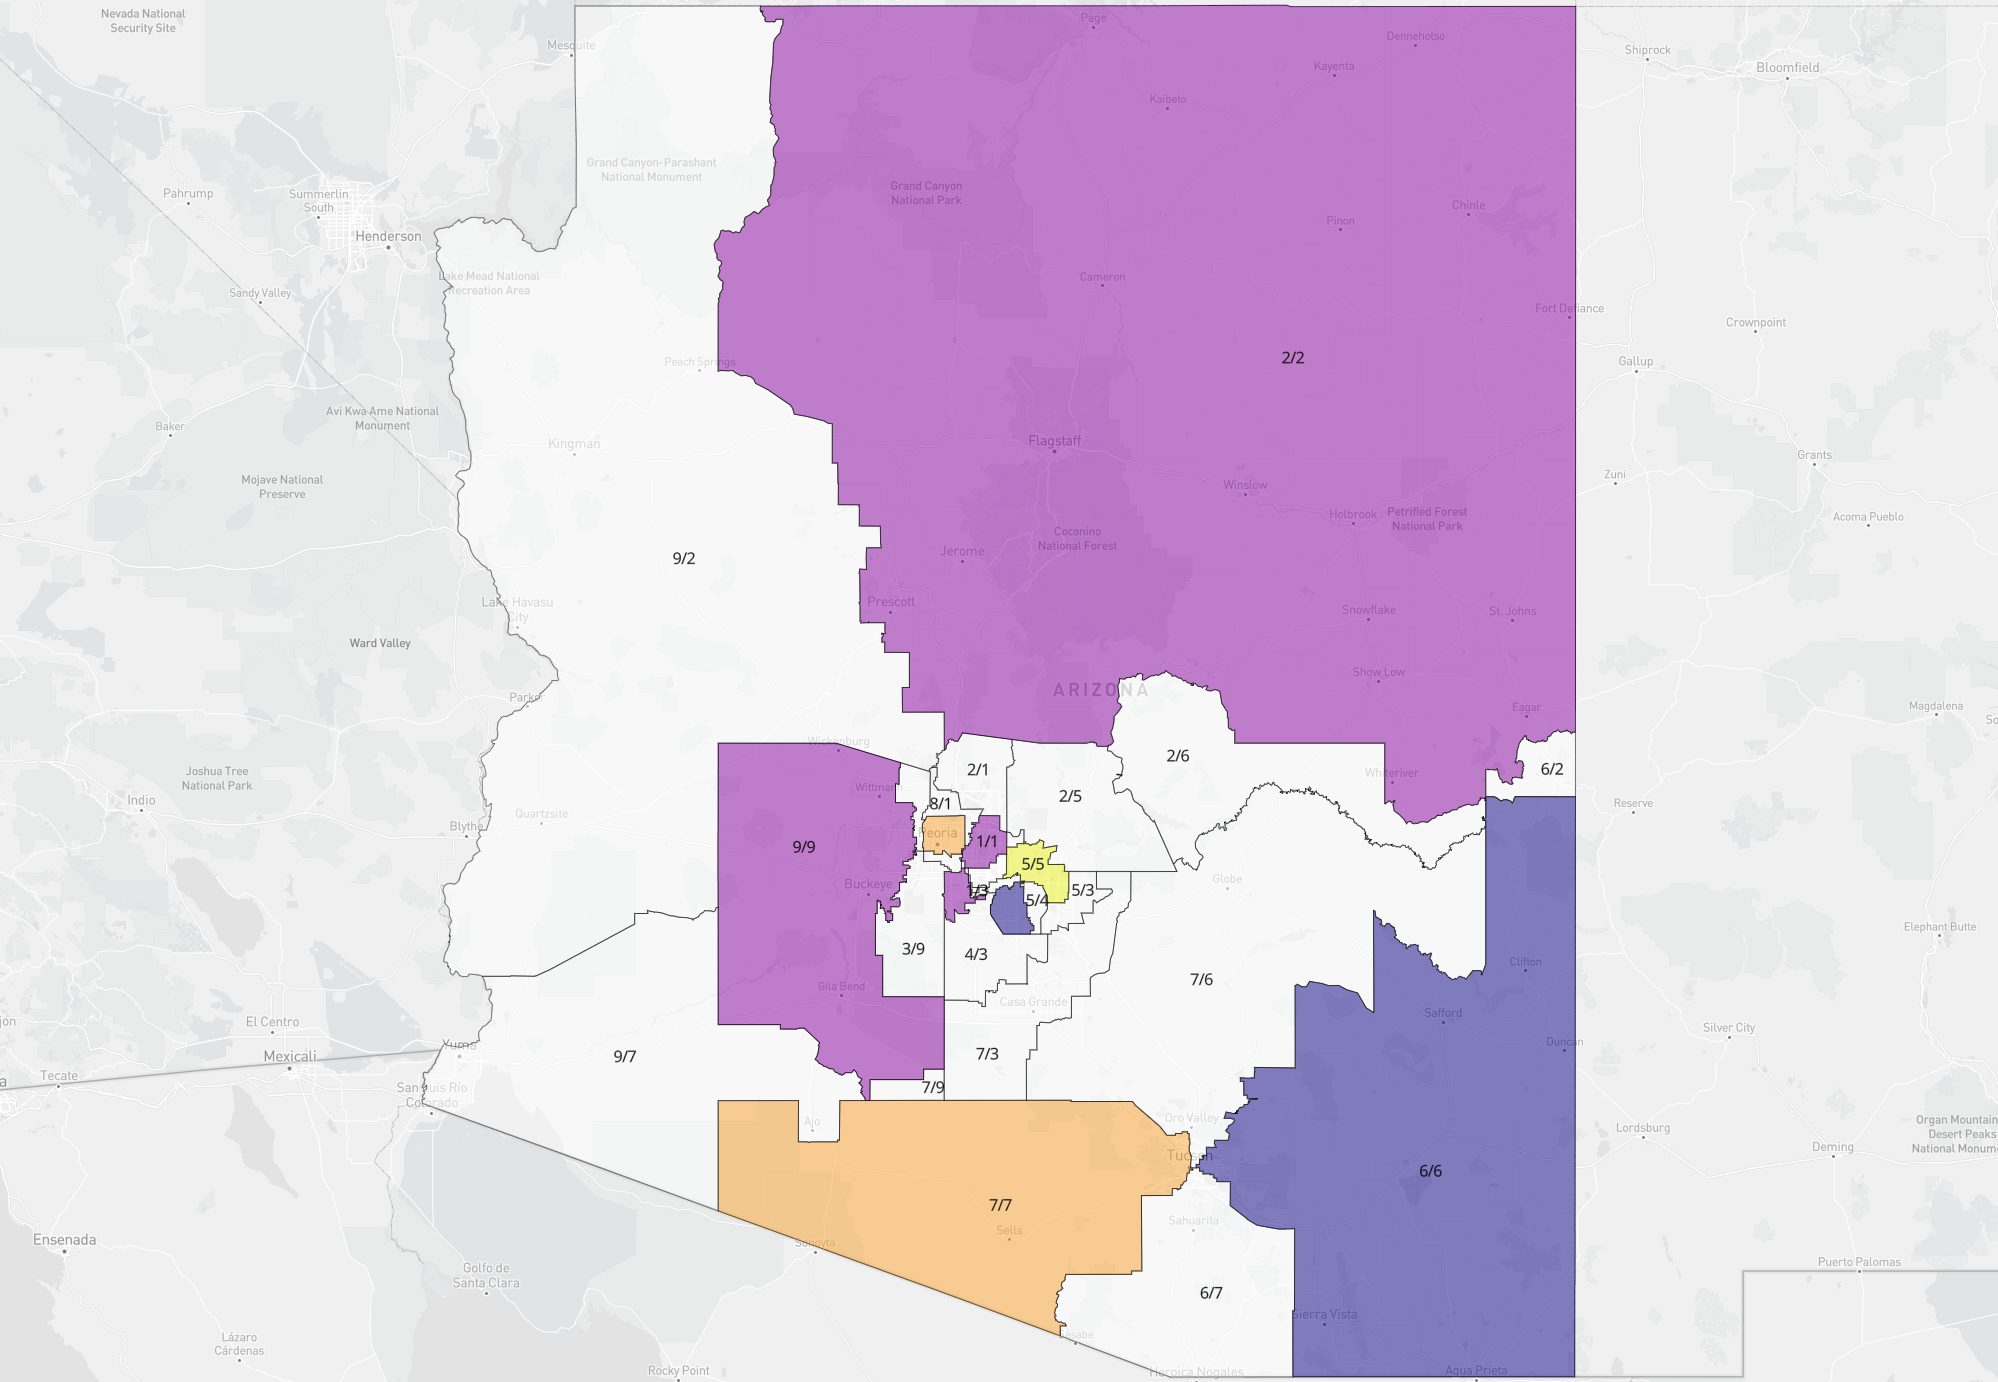 Nevada National
Security Site
Mesquite
Page
Dennehotso
Shiprock
Kayenta
Bloomfield
Kaibeto
Grand Canyon-Parashant
National Monument
Pahrump
Summerlin
South
Grand Canyon
National Park
Chinle
Pinon
Henderson
Lake Mead National
Recreation Area
Cameron
Sandy Valley
Fort Defiance
Crownpoint
2/2
Peach Springs
Gallup
Avi Kwa Ame National
Monument
Baker
Kingman
Flagstaff
Grants
Zuni
Mojave National
Preserve
Winslow
Holbrook
Petrified Forest
National Park
Acoma Pueblo
Coconino
National Forest
Jerome
9/2
Lake Havasu
City
Prescott
Snowflake
St. Johns
Ward Valley
Show Low
ARIZONA
Parker
Eagar
Magdalena
So
Wickenburg
2/6
2/1
6/2
Joshua Tree
National Park
Whiteriver
Wittmann
2/5
Indio
8/1
Reserve
Quartzsite
Blythe
Peoria
1/1
9/9
5/5
Globe
Buckeye
1/3
5/3
5/4
Elephant Butte
3/9
4/3
Clifton
7/6
Gila Bend
Casa Grande
Safford
jon
El Centro
Silver City
Yuma
Duncan
Mexicali
9/7
7/3
Tecate
a
San Luis Río
Colorado
7/9
Ajo
Oro Valley
Lordsburg
Organ Mountain
Desert Peaks
National Monume
Deming
Tucson
6/6
7/7
Sahuarita
Sells
Ensenada
Sonoyta
Puerto Palomas
Golfo de
Santa Clara
6/7
Sierra Vista
Sásabe
Lázaro
Cárdenas
Rocky Point
Heroica Nogales
Agua Prieta